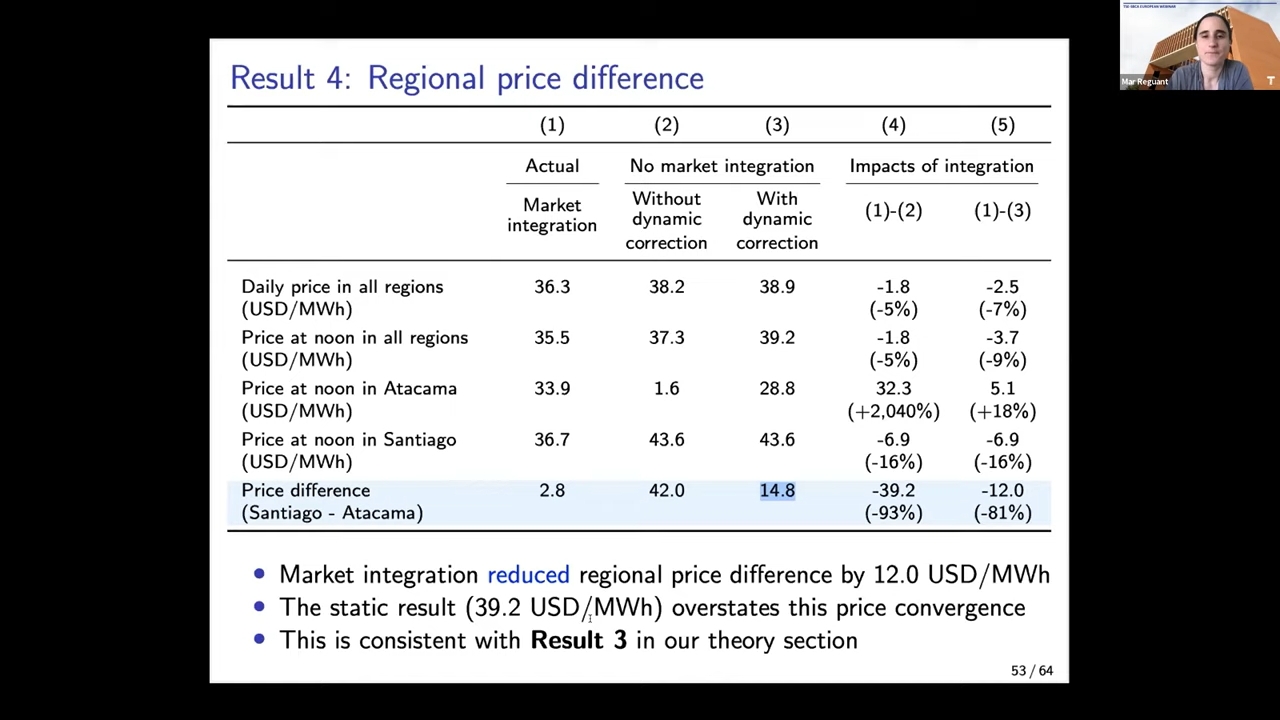 TSE SBCA EUROPEAN WEBINAR
Mar Reguant
T
Result 4: Regional price difference
(1) (2) (3) (4) (5)
Actual No market integration Impacts of integration
Market integration Without dynamic correction With dynamic correction (1)-(2) (1)-(3)
Daily price in all regions 36.3 38.2 38.9 -1.8 -2.5
(USD/MWh) (-5%) (-7%)
Price at noon in all regions 35.5 37.3 39.2 -1.8 -3.7
(USD/MWh) (-5%) (-9%)
Price at noon in Atacama 33.9 1.6 28.8 32.3 5.1
(USD/MWh) (+2,040%) (+18%)
Price at noon in Santiago 36.7 43.6 43.6 -6.9 -6.9
(USD/MWh) (-16%) (-16%)
Price difference 2.8 42.0 14.8 -39.2 -12.0
(Santiago - Atacama) (-93%) (-81%)
• Market integration reduced regional price difference by 12.0 USD/MWh
• The static result (39.2 USD/MWh) overstates this price convergence
• This is consistent with Result 3 in our theory section
53 / 64